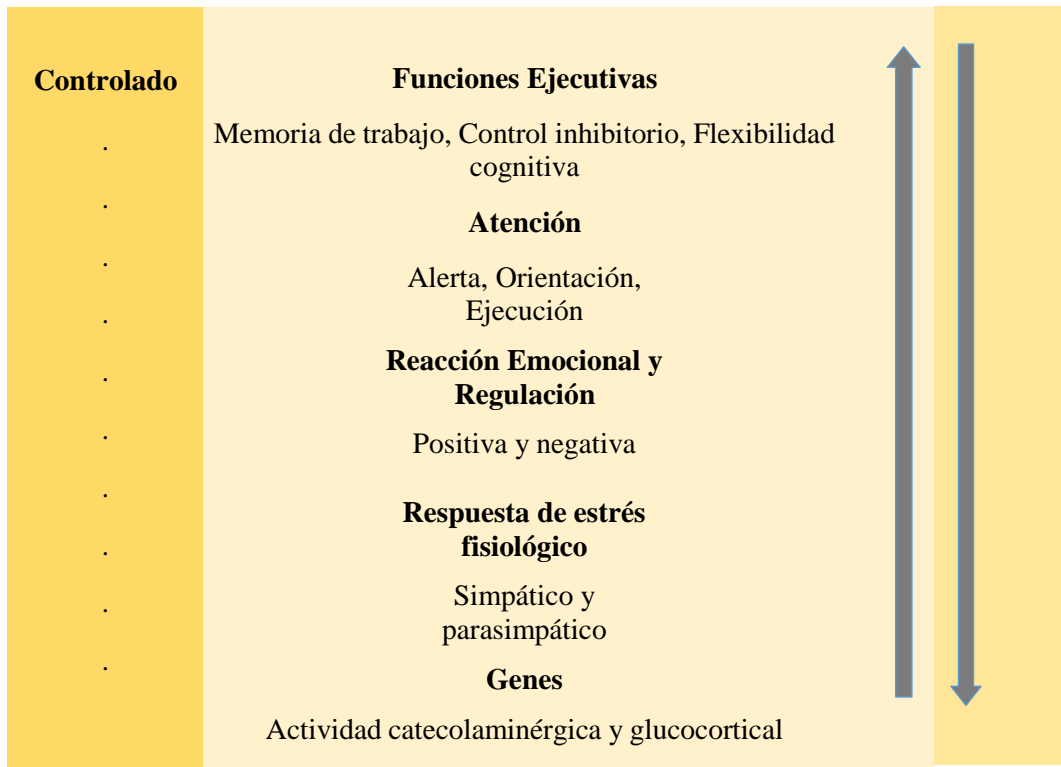 Controlado
.
.
.
.
.
.
.
.
.
.
Funciones Ejecutivas
Memoria de trabajo, Control inhibitorio, Flexibilidad
cognitiva
Atención
Alerta, Orientación,
Ejecución
Reacción Emocional y
Regulación
Positiva y negativa
Respuesta de estrés
fisiológico
Simpático y
parasimpático
Genes
Actividad catecolaminérgica y glucocortical